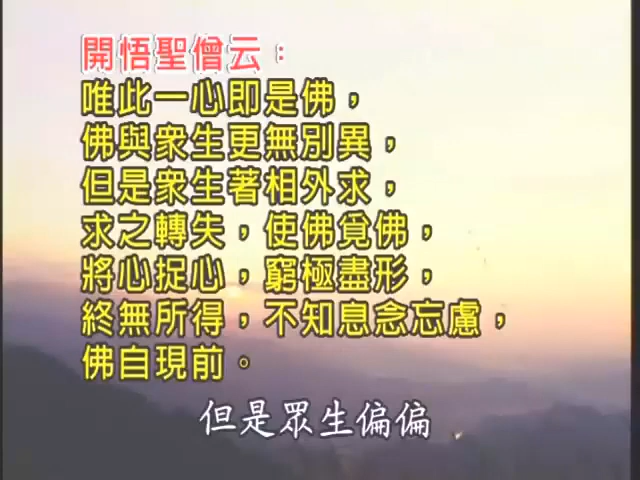 開悟聖僧云：
唯此一心即是佛，
佛與衆生更無別異，
但是衆生著相外求，
求之轉失，使佛覓佛，
將心捉心，窮極盡形，
終無所得，不知息念忘慮，
佛自現前。
但是眾生偏偏